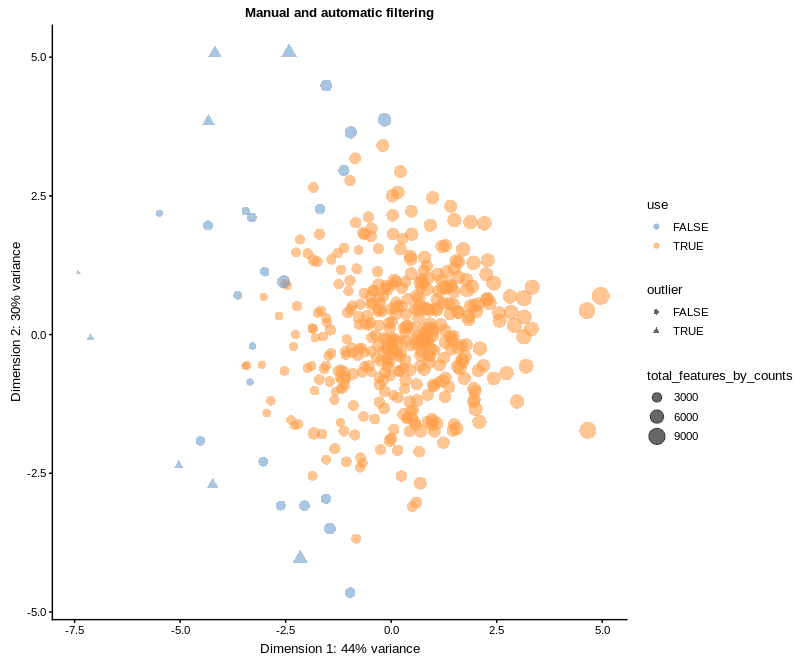 Manual and automatic filtering
5.0
2.5
0.0
-2.5
-5.0
Dimension 2: 30% variance
-7.5
-5.0
-2.5
0.0
2.5
5.0
Dimension 1: 44% variance
use
FALSE
TRUE
outlier
FALSE
TRUE
total_features_by_counts
3000
6000
9000